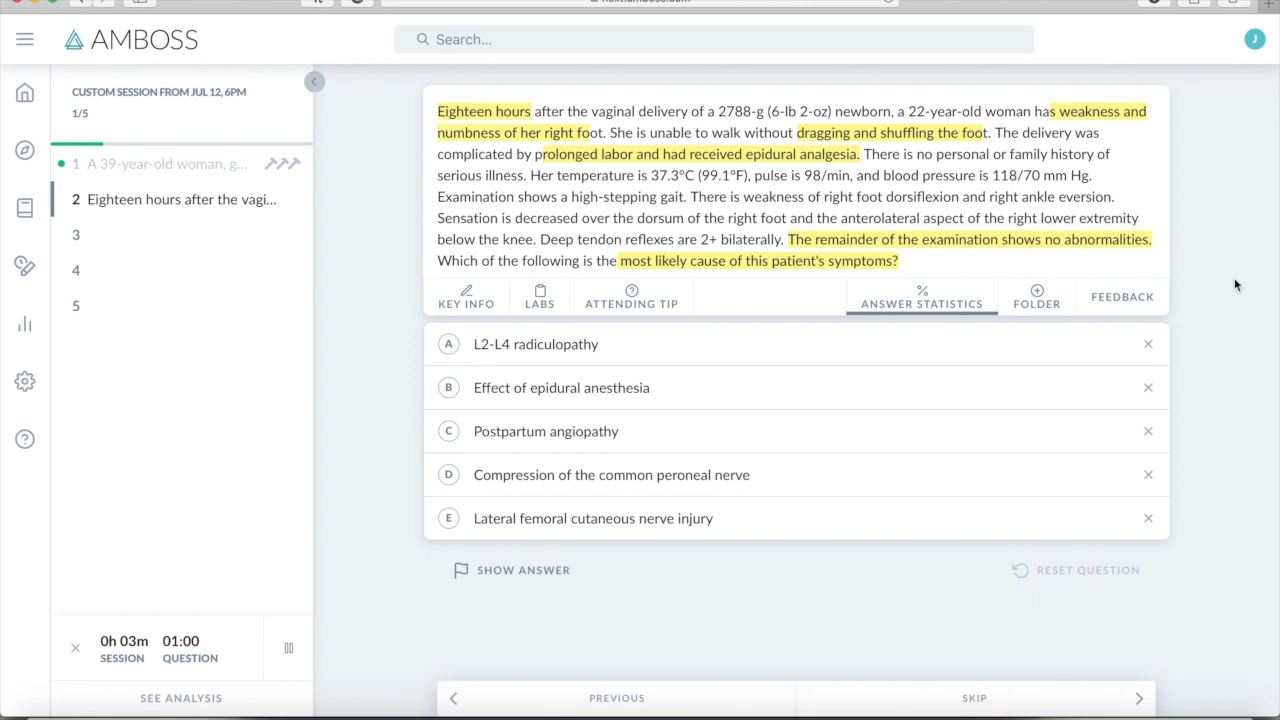 AMBOSS
Search...
J
CUSTOM SESSION FROM JUL 12, 6PM
1/5
1 A 39-year-old woman, g...
2 Eighteen hours after the vagi...
3
4
5
Eighteen hours after the vaginal delivery of a 2788-g (6-lb 2-oz) newborn, a 22-year-old woman has weakness and
numbness of her right foot. She is unable to walk without dragging and shuffling the foot. The delivery was
complicated by prolonged labor and had received epidural analgesia. There is no personal or family history of
serious illness. Her temperature is 37.3°C (99.1°F), pulse is 98/min, and blood pressure is 118/70 mm Hg.
Examination shows a high-stepping gait. There is weakness of right foot dorsiflexion and right ankle eversion.
Sensation is decreased over the dorsum of the right foot and the anterolateral aspect of the right lower extremity
below the knee. Deep tendon reflexes are 2+ bilaterally. The remainder of the examination shows no abnormalities.
Which of the following is the most likely cause of this patient's symptoms?
KEY INFO
LABS
ATTENDING TIP
ANSWER STATISTICS
FOLDER
FEEDBACK
A L2-L4 radiculopathy
B Effect of epidural anesthesia
C Postpartum angiopathy
D Compression of the common peroneal nerve
E Lateral femoral cutaneous nerve injury
SHOW ANSWER
RESET QUESTION
0h 03m 01:00
SESSION QUESTION
SEE ANALYSIS
PREVIOUS
SKIP